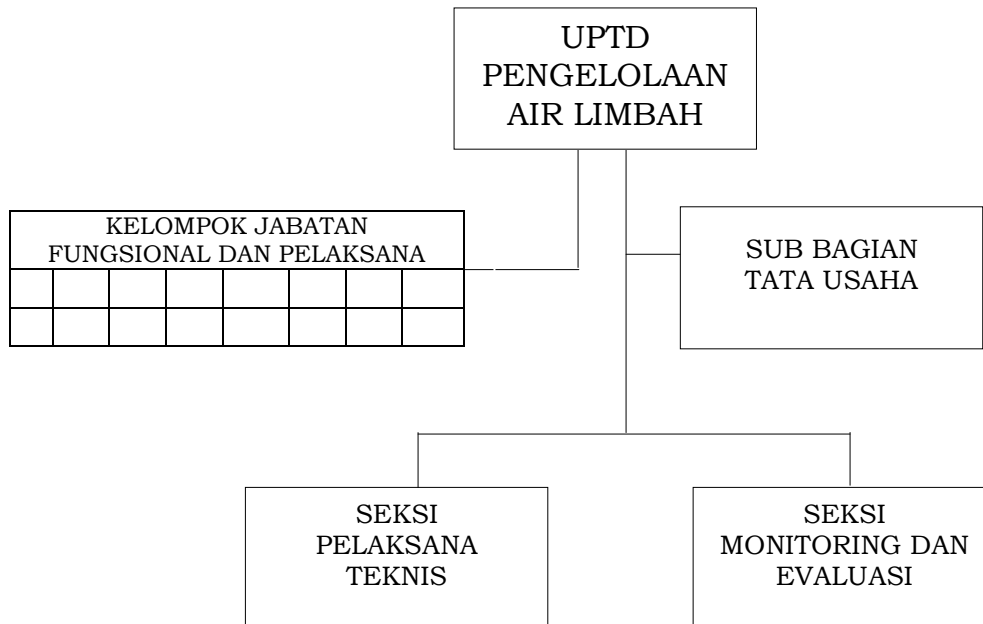 UPTD
PENGELOLAAN
AIR LIMBAH
KELOMPOK JABATAN
FUNGSIONAL DAN PELAKSANA
SUB BAGIAN
TATA USAHA
SEKSI
PELAKSANA
TEKNIS
SEKSI
MONITORING DAN
EVALUASI